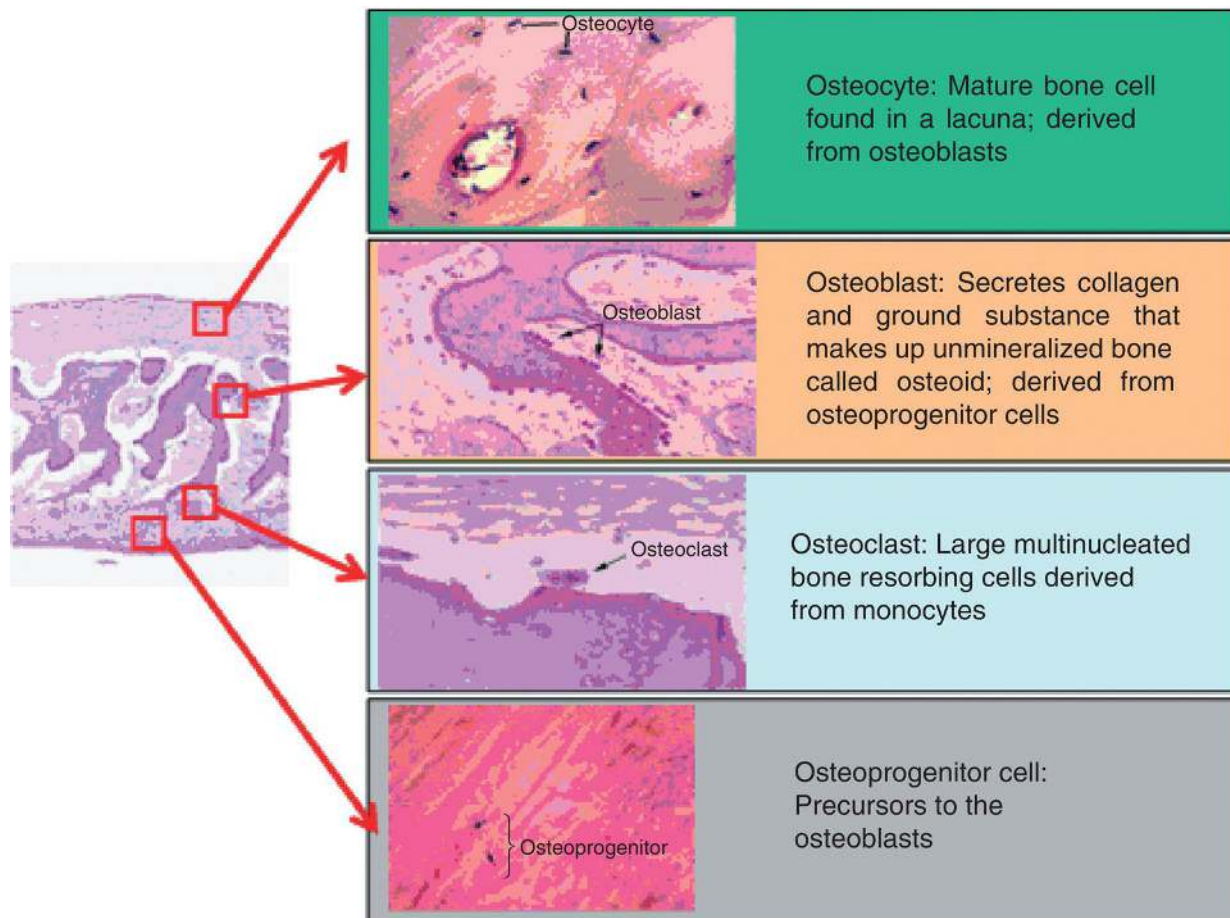 Osteocyte
Osteocyte: Mature bone cell
found in a lacuna; derived
from osteoblasts
Osteoblast
Osteoblast: Secretes collagen
and ground substance that
makes up unmineralized bone
called osteoid; derived from
osteoprogenitor cells
Osteoclast
Osteoclast: Large multinucleated
bone resorbing cells derived
from monocytes
Osteoprogenitor
Osteoprogenitor cell:
Precursors to the
osteoblasts